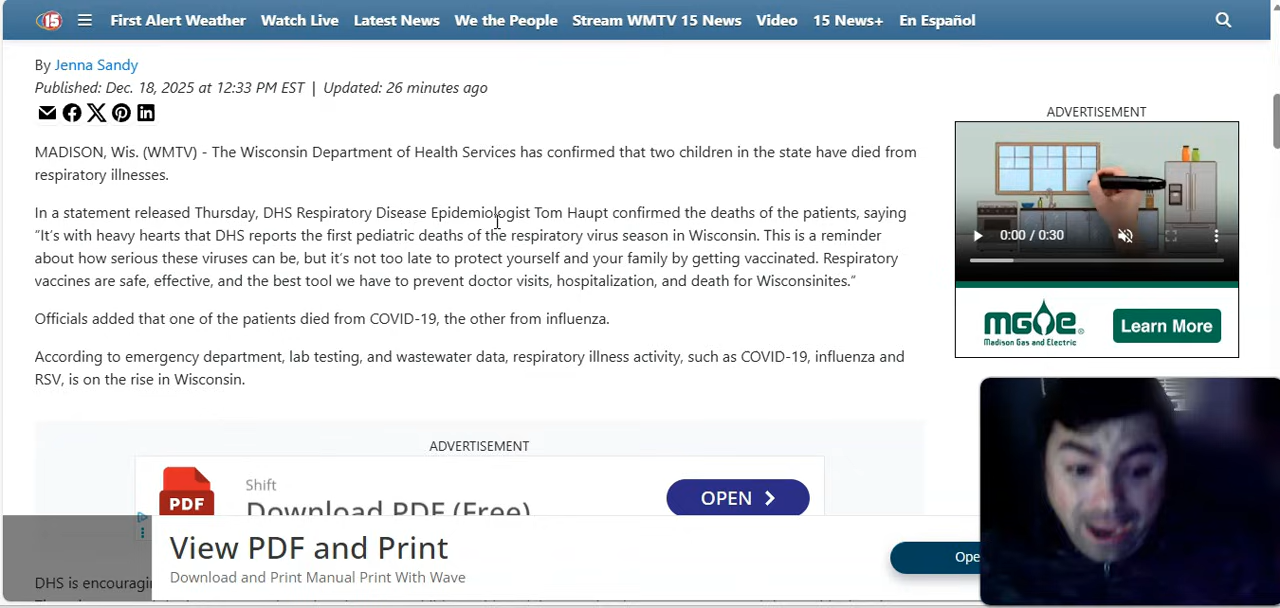 15 First Alert Weather Watch Live Latest News We the People Stream WMTV 15 News Video 15 News+ En Español
By Jenna Sandy
Published: Dec. 18, 2025 at 12:33 PM EST | Updated: 26 minutes ago
MADISON, Wis. (WMTV) - The Wisconsin Department of Health Services has confirmed that two children in the state have died from
respiratory illnesses.
In a statement released Thursday, DHS Respiratory Disease Epidemiologist Tom Haupt confirmed the deaths of the patients, saying
“It’s with heavy hearts that DHS reports the first pediatric deaths of the respiratory virus season in Wisconsin. This is a reminder
about how serious these viruses can be, but it’s not too late to protect yourself and your family by getting vaccinated. Respiratory
vaccines are safe, effective, and the best tool we have to prevent doctor visits, hospitalization, and death for Wisconsinites.”
Officials added that one of the patients died from COVID-19, the other from influenza.
According to emergency department, lab testing, and wastewater data, respiratory illness activity, such as COVID-19, influenza and
RSV, is on the rise in Wisconsin.
ADVERTISEMENT
0:00 / 0:30
mge
Madison Gas and Electric
Learn More
ADVERTISEMENT
PDF
Shift
Download PDF (Free)
OPEN
View PDF and Print
Download and Print Manual Print With Wave
Ope
DHS is encouragin